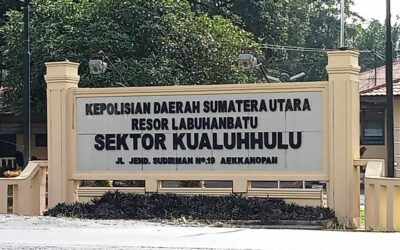 KEPOLISIAN DAERAH SUMATERA UTARA
RESOR LABUHANBATU
SEKTOR KUALUHHULU
JL. JEND. SUDIRMAN No.19 AEKKANOPAN